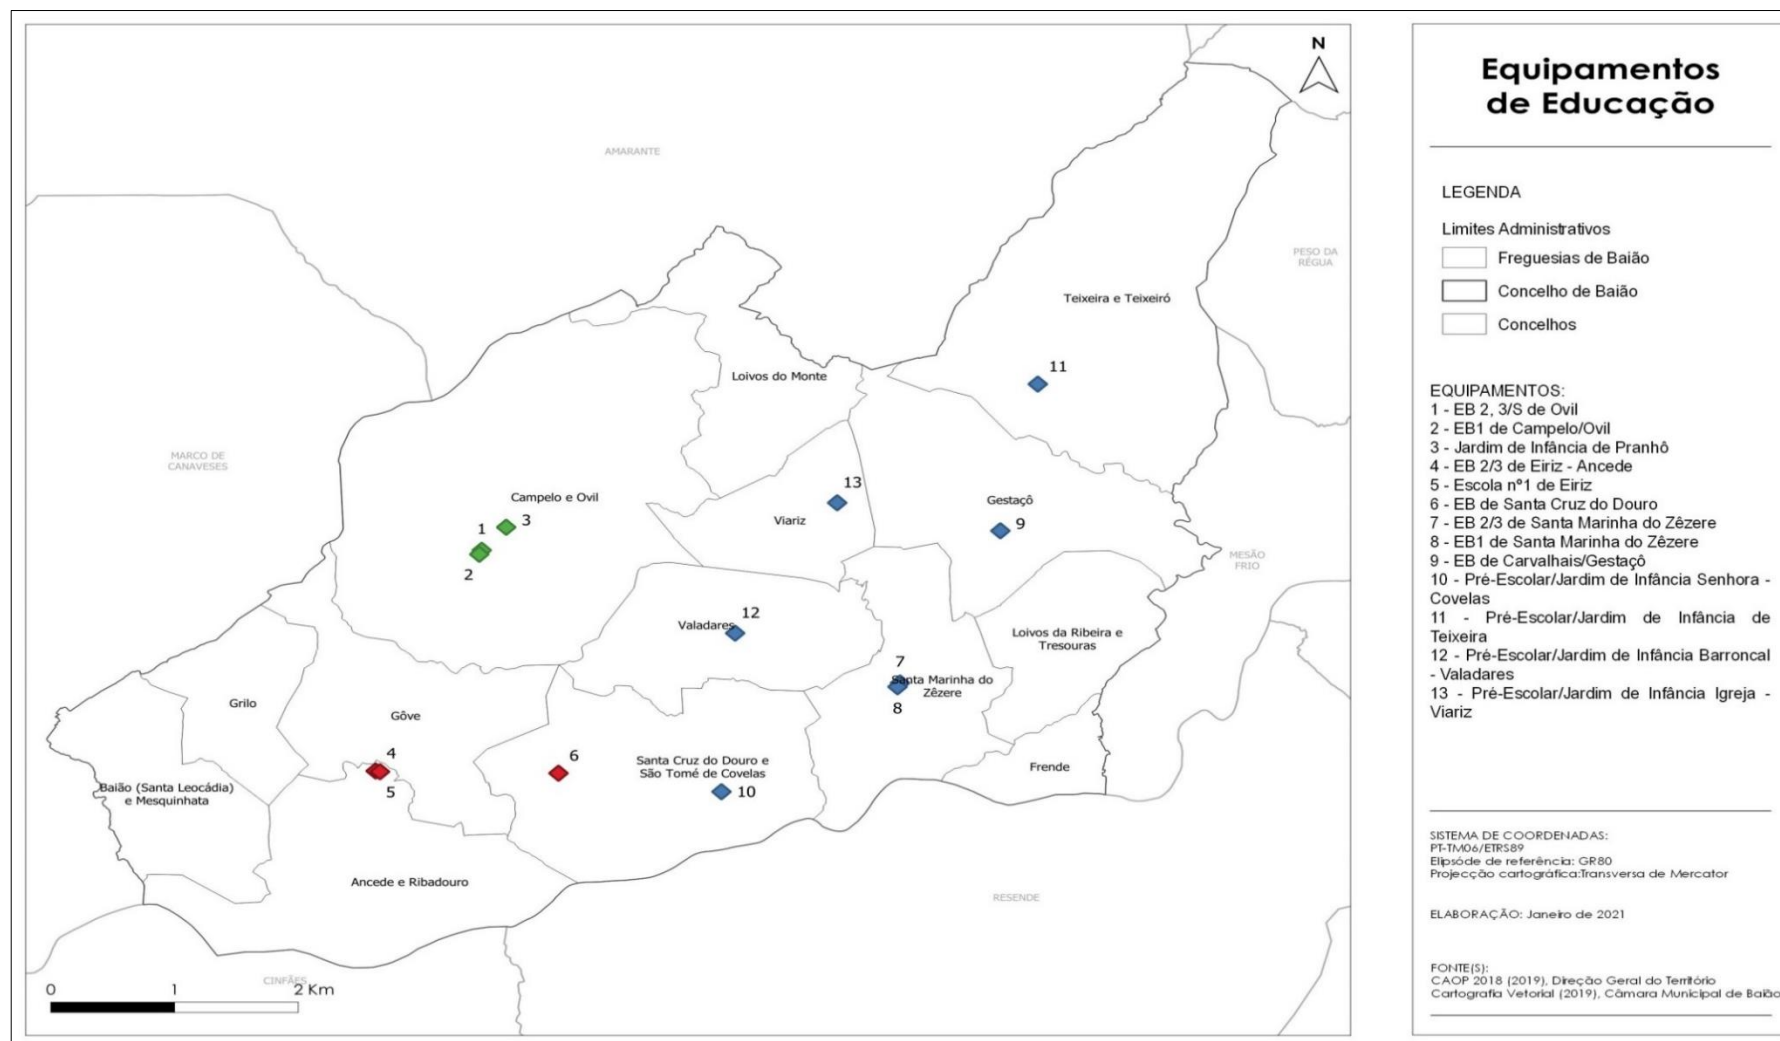 N
AMARANTE
PESO DA
RÉGUA
Teixeira e Teixeiró
11
Loivos do Monte
MARCO DE
CANAVESES
13
Campelo e Ovil
Gestaçô
3
Viariz
9
1
2
MESÃO
FRIO
12
Valadares
Loivos da Ribeira e
Tresouras
7
Santa Marinha do
Zêzere
8
Grilo
Gôve
4
6
Santa Cruz do Douro e
São Tomé de Covelas
Frende
Baião (Santa Leocádia)
e Mesquinhata
5
10
Ancede e Ribadouro
RESENDE
CINFÃES
0 1 2 Km
Equipamentos
de Educação
LEGENDA
Limites Administrativos
Freguesias de Baião
Concelho de Baião
Concelhos
EQUIPAMENTOS:
1 - EB 2, 3/S de Ovil
2 - EB1 de Campelo/Ovil
3 - Jardim de Infância de Pranhô
4 - EB 2/3 de Eiriz - Ancede
5 - Escola nº1 de Eiriz
6 - EB de Santa Cruz do Douro
7 - EB 2/3 de Santa Marinha do Zêzere
8 - EB1 de Santa Marinha do Zêzere
9 - EB de Carvalhais/Gestaçô
10 - Pré-Escolar/Jardim de Infância Senhora -
Covelas
11 - Pré-Escolar/Jardim de Infância de
Teixeira
12 - Pré-Escolar/Jardim de Infância Barroncal
- Valadares
13 - Pré-Escolar/Jardim de Infância Igreja -
Viariz
SISTEMA DE COORDENADAS:
PT-TM06/ETRS89
Elipsóde de referência: GR80
Projecção cartográfica:Transversa de Mercator
ELABORAÇÃO: Janeiro de 2021
FONTE(S):
CAOP 2018 (2019), Direção Geral do Território
Cartografia Vetorial (2019), Câmara Municipal de Baião